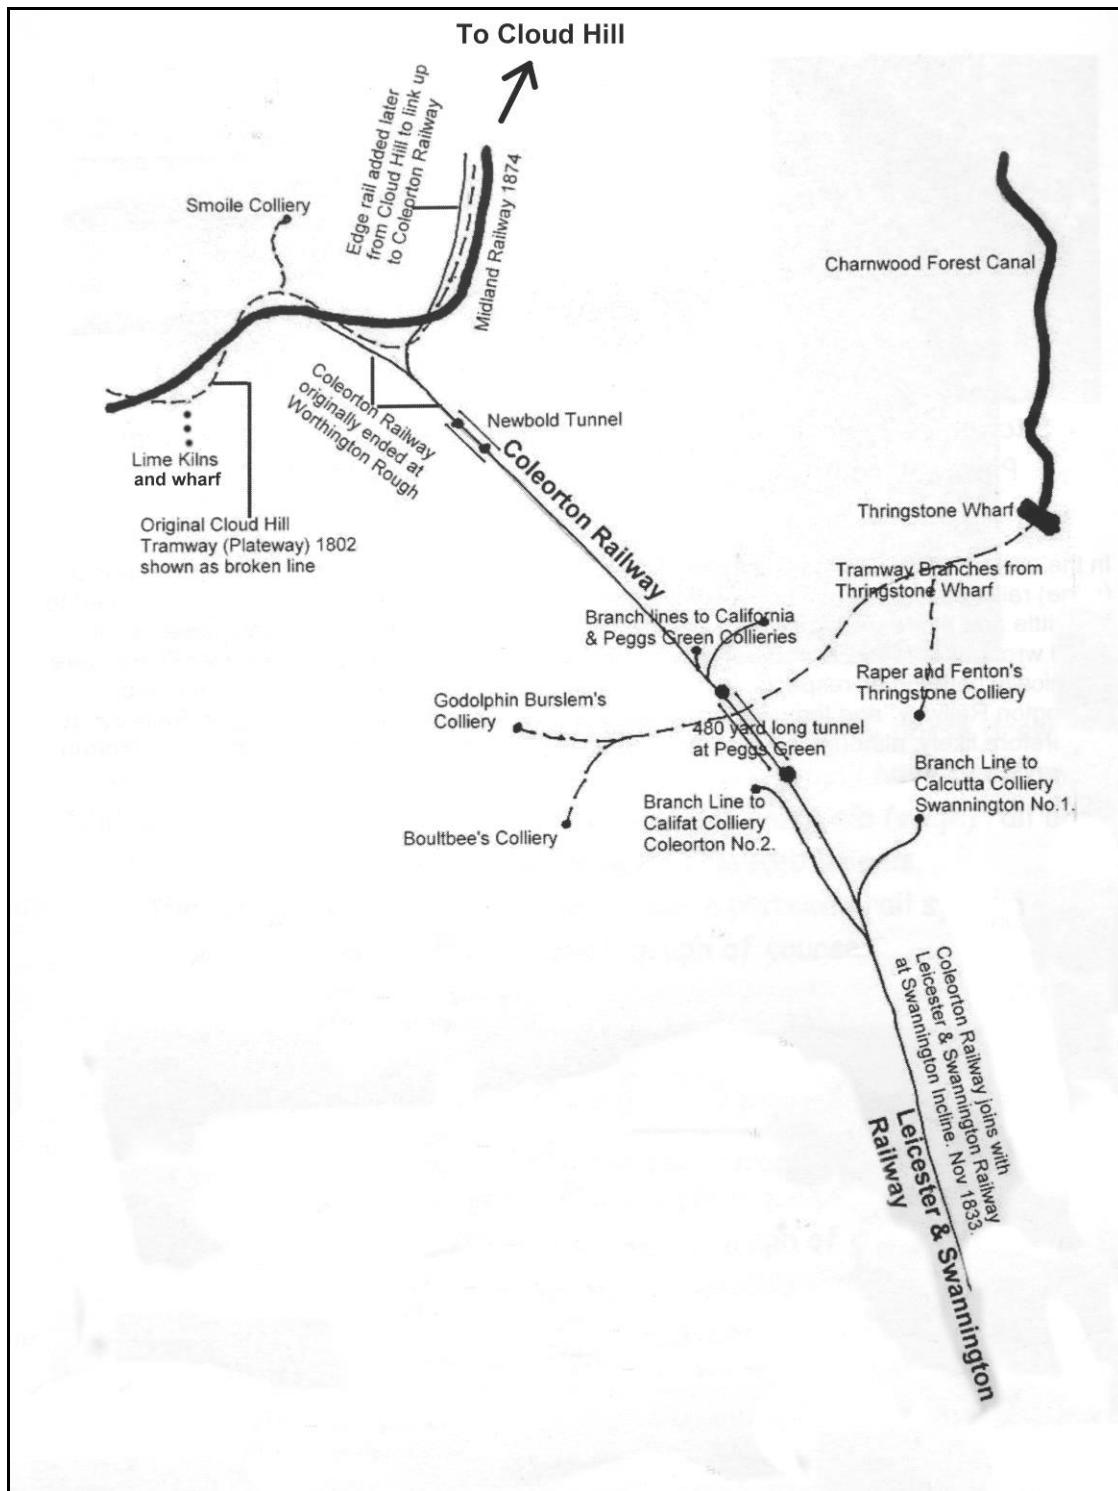 To Cloud Hill
Edge rail added later
from Cloud Hill to link up
to Coleorton Railway
Midland Railway 1874
Smoile Colliery
Charnwood Forest Canal
Coleorton Railway
originally ended at
Worthington Rough
Newbold Tunnel
Coleorton Railway
Lime Kilns
and wharf
Original Cloud Hill
Tramway (Plateway) 1802
shown as broken line
Thringstone Wharf
Tramway Branches from
Thringstone Wharf
Branch lines to California
& Peggs Green Collieries
Raper and Fenton's
Thringstone Colliery
Godolphin Burslem's
Colliery
480 yard long tunnel
at Peggs Green
Branch Line to
Calcutta Colliery
Swannington No.1.
Branch Line to
Califat Colliery
Coleorton No.2.
Boultbee's Colliery
Coleorton Railway joins with
Leicester & Swannington Railway
at Swannington Incline. Nov 1833.
Leicester & Swannington
Railway